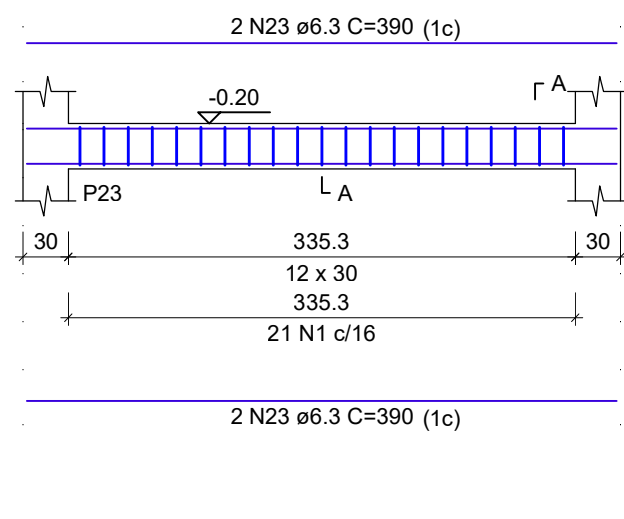 2 N23 ø6.3 C=390 (1c)
A
-0.20
P23
A
30 335.3 30
12 x 30
335.3
21 N1 c/16
2 N23 ø6.3 C=390 (1c)